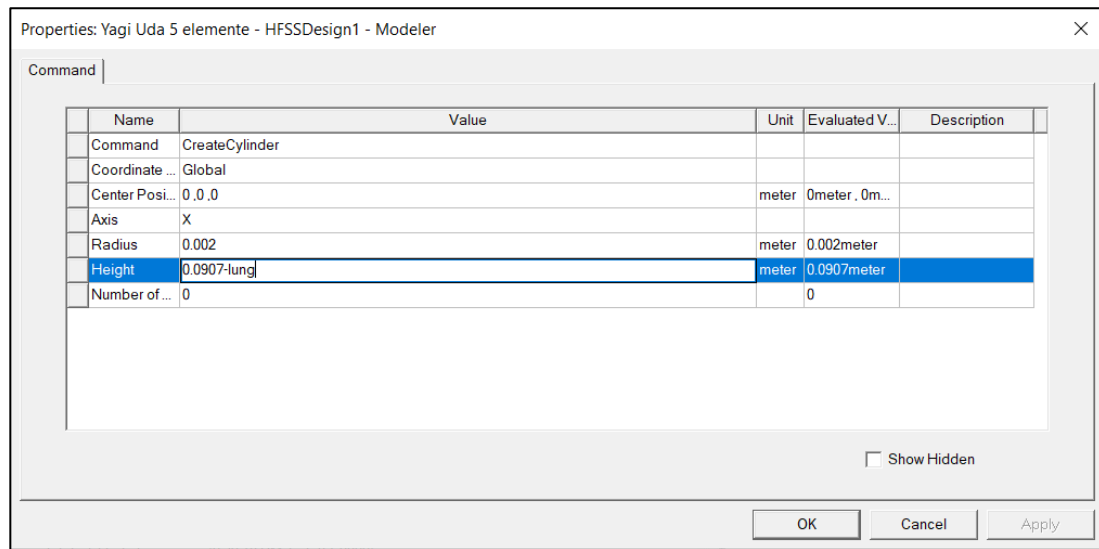 Properties: Yagi Uda 5 elemente - HFSSDesign1 - Modeler
Command
Name Value Unit Evaluated V... Description
Command CreateCylinder
Coordinate ... Global
Center Posi... 0 ,0 ,0 meter 0meter , 0m...
Axis X
Radius 0.002 meter 0.002meter
Height 0.0907-lung meter 0.0907meter
Number of ... 0 0
Show Hidden
OK Cancel Apply